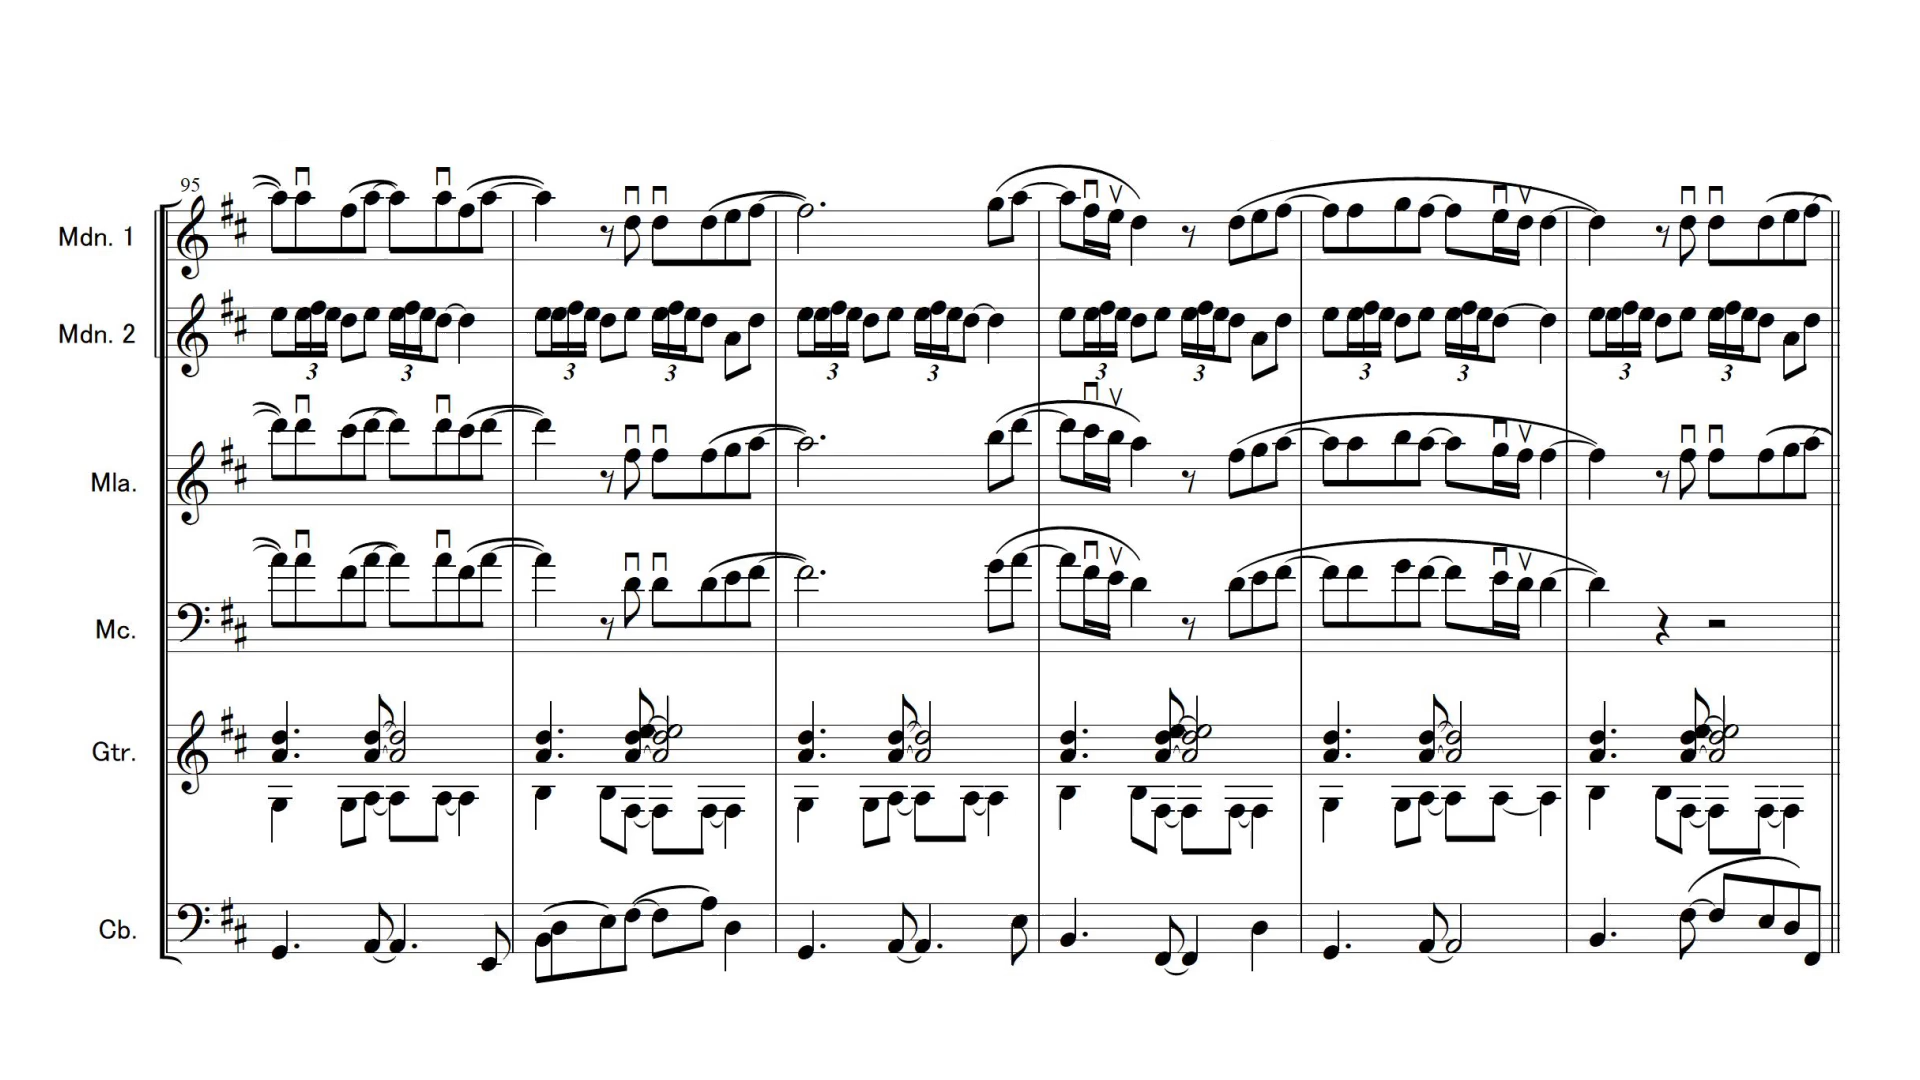 95
Mdn. 1
Mdn. 2
3 3 3 3 3 3 3 3 3 3 3 3
Mla.
Mc.
Gtr.
Cb.